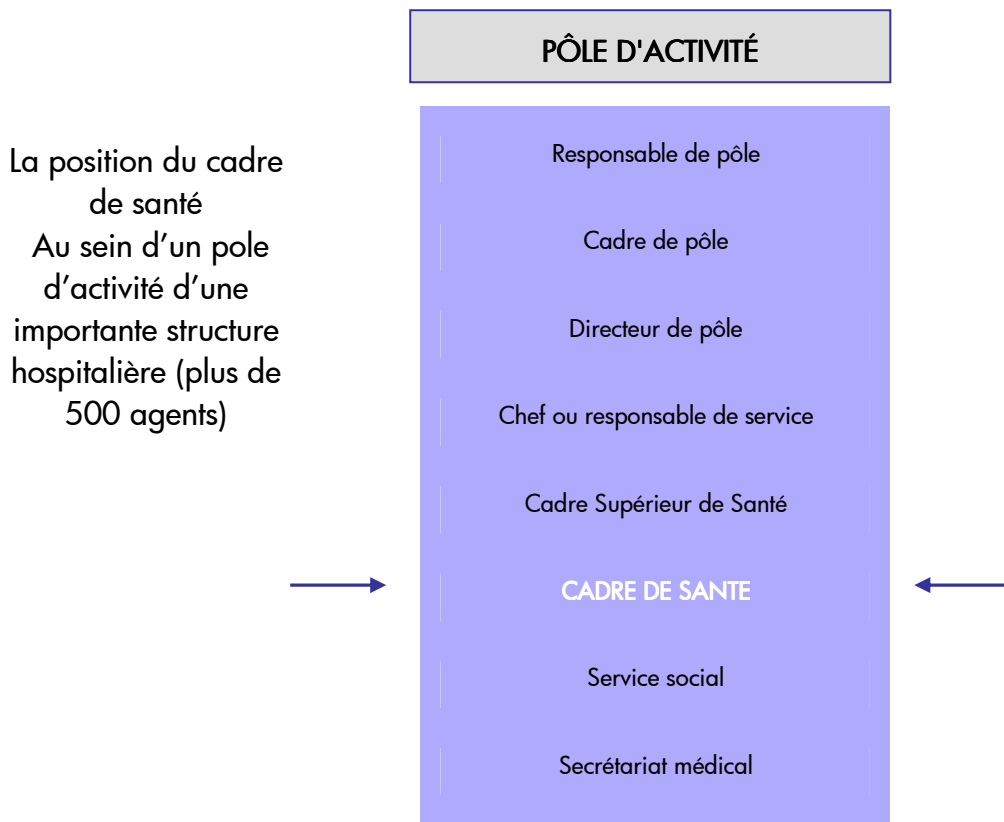 PÔLE D'ACTIVITÉ
La position du cadre
de santé
Au sein d’un pole
d’activité d’une
importante structure
hospitalière (plus de
500 agents)
Responsable de pôle
Cadre de pôle
Directeur de pôle
Chef ou responsable de service
Cadre Supérieur de Santé
CADRE DE SANTE
Service social
Secrétariat médical